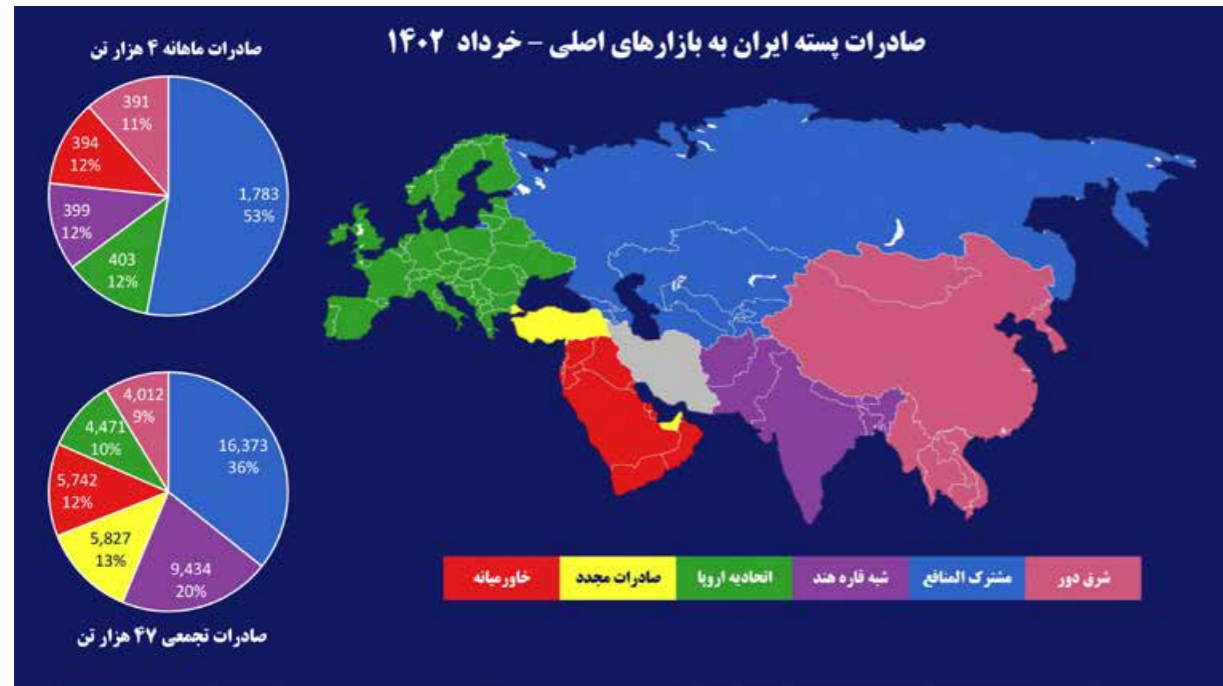 صادرات پسته ایران به بازارهای اصلی – خرداد ۱۴۰۲
صادرات ماهانه ۴ هزار تن
391
11%
394
12%
1,783
53%
399
12%
403
12%
4,012
9%
4,471
10%
16,373
36%
5,742
12%
5,827
13%
9,434
20%
صادرات تجمعی ۴۷ هزار تن
شرق دور
مشترک المنافع
شبه قاره هند
اتحادیه اروپا
صادرات مجدد
خاورمیانه